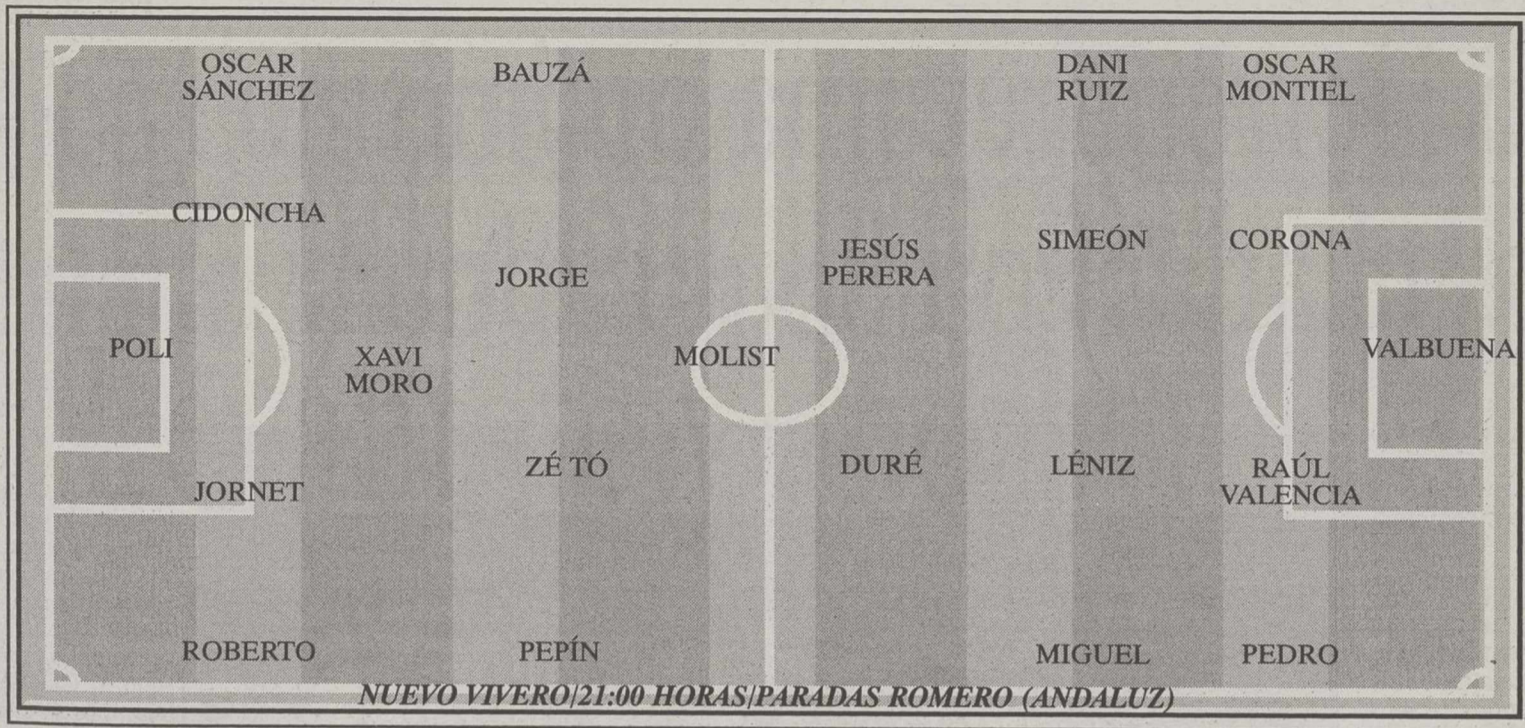 OSCAR
SÁNCHEZ
BAUZÁ
DANI
RUIZ
OSCAR
MONTIEL
CIDONCHA
JORGE
JESÚS
PERERA
SIMEÓN
CORONA
POLI
XAVI
MORO
MOLIST
VALBUENA
JORNET
ZÉ TÓ
DURÉ
LÉNIZ
RAÚL
VALENCIA
ROBERTO
PEPÍN
MIGUEL
PEDRO
NUEVO VIVERO/21:00 HORAS/PARADAS ROMERO (ANDALUZ)